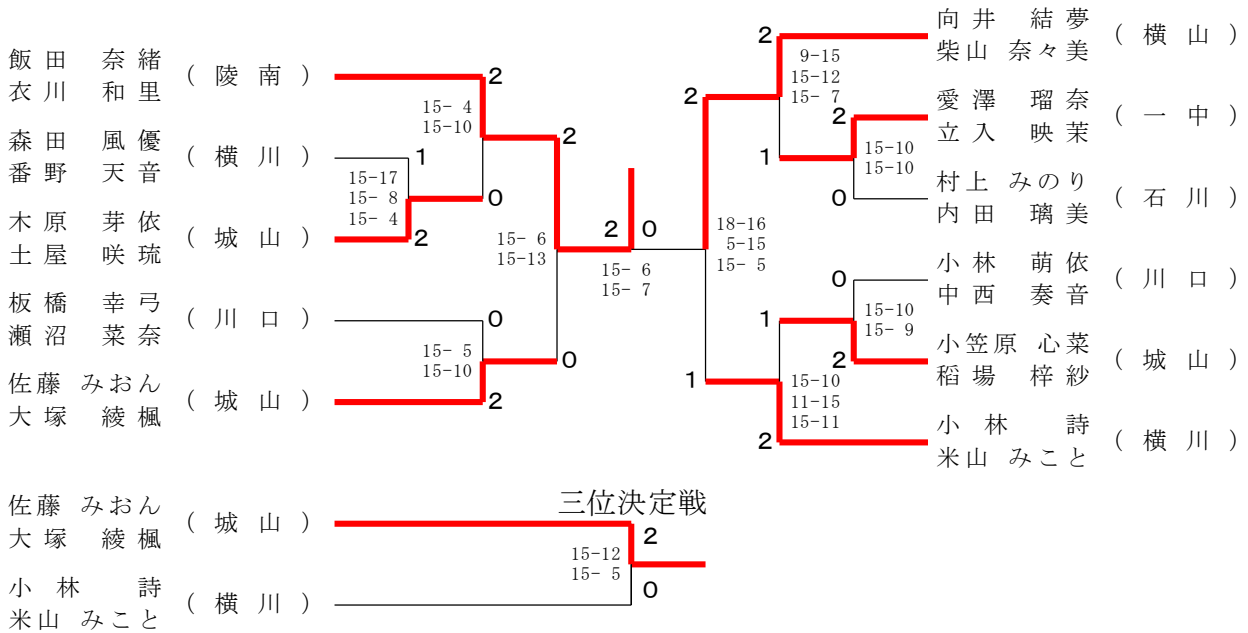 飯田 奈緒
衣川 和里
( 陵南 )
森田 風優
番野 天音
( 横川 )
木原 芽依
土屋 咲琉
( 城山 )
板橋 幸弓
瀬沼 菜奈
( 川口 )
佐藤 みおん
大塚 綾楓
( 城山 )
2
15- 4
15-10
1
15-17
15- 8
15- 4
2
0
2
15- 6
15-13
0
15- 5
15-10
2
0
2 0
15- 6
15- 7
向井 結夢
柴山 奈々美
( 横山 )
愛澤 瑠奈
立入 映茉
( 一中 )
村上 みのり
内田 璃美
( 石川 )
小林 萌依
中西 奏音
( 川口 )
小笠原 心菜
稲場 梓紗
( 城山 )
小林 詩
米山 みこと
( 横川 )
2
9-15
15-12
15- 7
2
2
15-10
15-10
1
0
18-16
5-15
15- 5
0
15-10
15- 9
1
2
1
15-10
11-15
15-11
2
三位決定戦
佐藤 みおん
大塚 綾楓
( 城山 )
2
15-12
15- 5
0
小林 詩
米山 みこと
( 横川 )